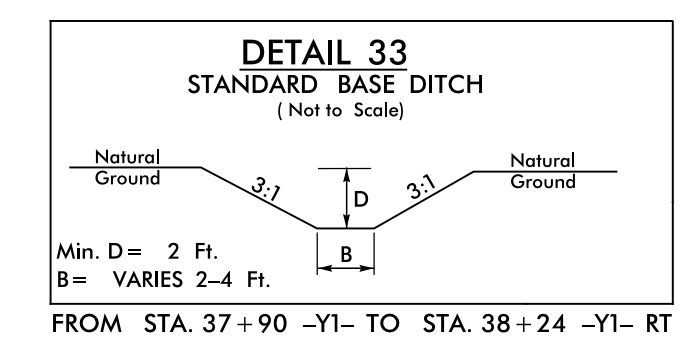 DETAIL 33
STANDARD BASE DITCH
( Not to Scale)
Natural
Ground
3:1
D
3:1
Natural
Ground
B
Min. D = 2 Ft.
B = VARIES 2–4 Ft.
FROM STA. 37+90 –Y1– TO STA. 38+24 –Y1– RT